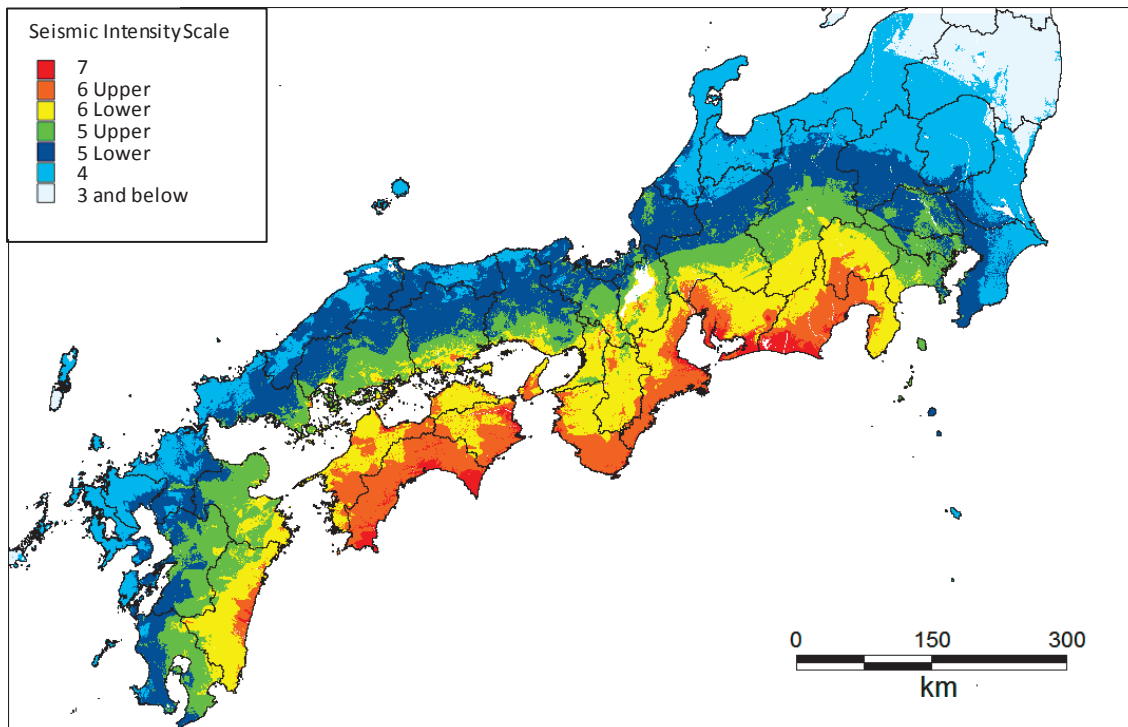 Seismic Intensity Scale
7
6 Upper
6 Lower
5 Upper
5 Lower
4
3 and below
0 150 300
km